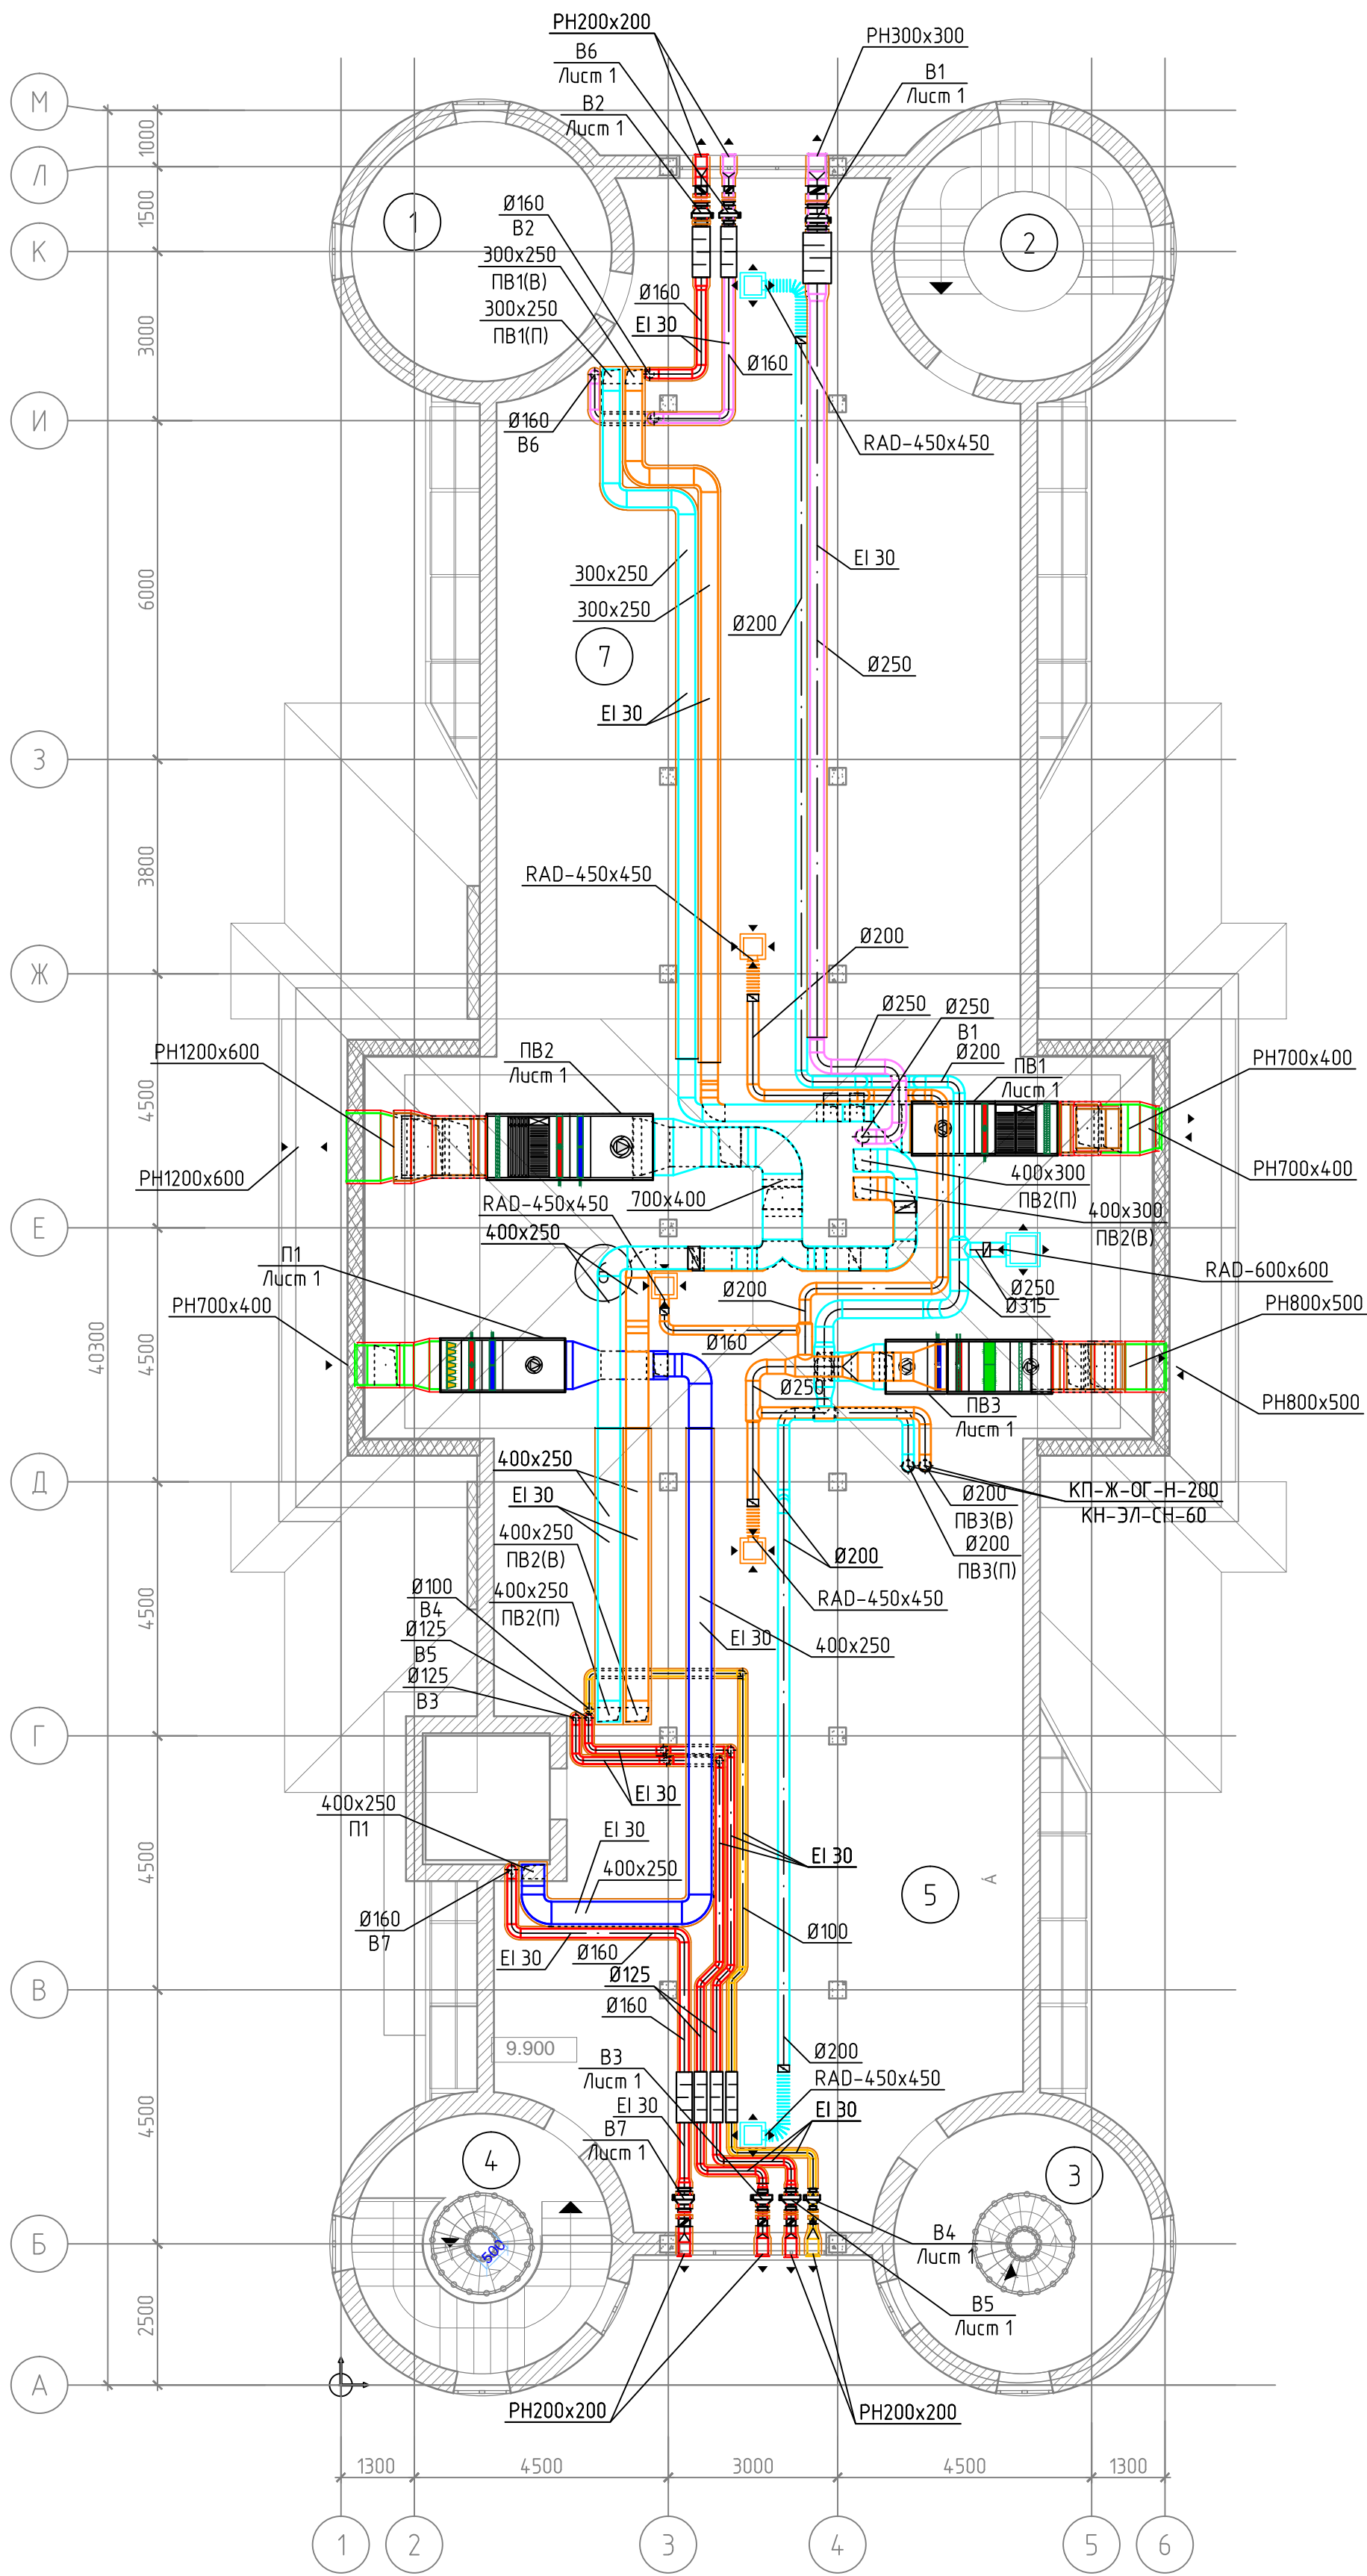 РН200х200
РН300х300
В6
Лист 1
В1
Лист 1
В2
Лист 1
М
1000
Л
1500
К
Ø160
В2
300х250
ПВ1(В)
300х250
ПВ1(П)
1
2
Ø160
EI 30
Ø160
3000
И
Ø160
В6
RAD-450х450
6000
300х250
300х250
EI 30
Ø200
Ø250
7
EI 30
З
3800
RAD-450х450
Ø200
Ж
Ø250
Ø250
В1
Ø200
РН1200х600
ПВ2
Лист 1
ПВ1
Лист 1
РН700х400
4500
РН1200х600
РН700х400
RAD-450х450
700х400
400х300
ПВ2(П)
400х300
ПВ2(В)
400х250
Е
П1
Лист 1
6
RAD-600х600
РН700х400
Ø200
Ø250
Ø315
РН800х500
40300
4500
Ø160
Ø250
ПВ3
Лист 1
РН800х500
Д
400х250
EI 30
КП-Ж-ОГ-Н-200
КН-ЭЛ-СН-60
Ø200
ПВ3(В)
Ø200
ПВ3(П)
400х250
ПВ2(В)
Ø200
400х250
ПВ2(П)
RAD-450х450
4500
Ø100
В4
Ø125
В5
Ø125
В3
EI 30
400х250
Г
EI 30
400х250
П1
EI 30
EI 30
400х250
4500
5
Ø160
В7
EI 30
Ø160
Ø100
Ø125
В
Ø160
9.900
В3
Лист 1
Ø200
RAD-450х450
4500
EI 30
EI 30
В7
Лист 1
4
3
Б
500
В4
Лист 1
В5
Лист 1
2500
А
РН200х200
РН200х200
1300
4500
3000
4500
1300
1
2
3
4
5
6